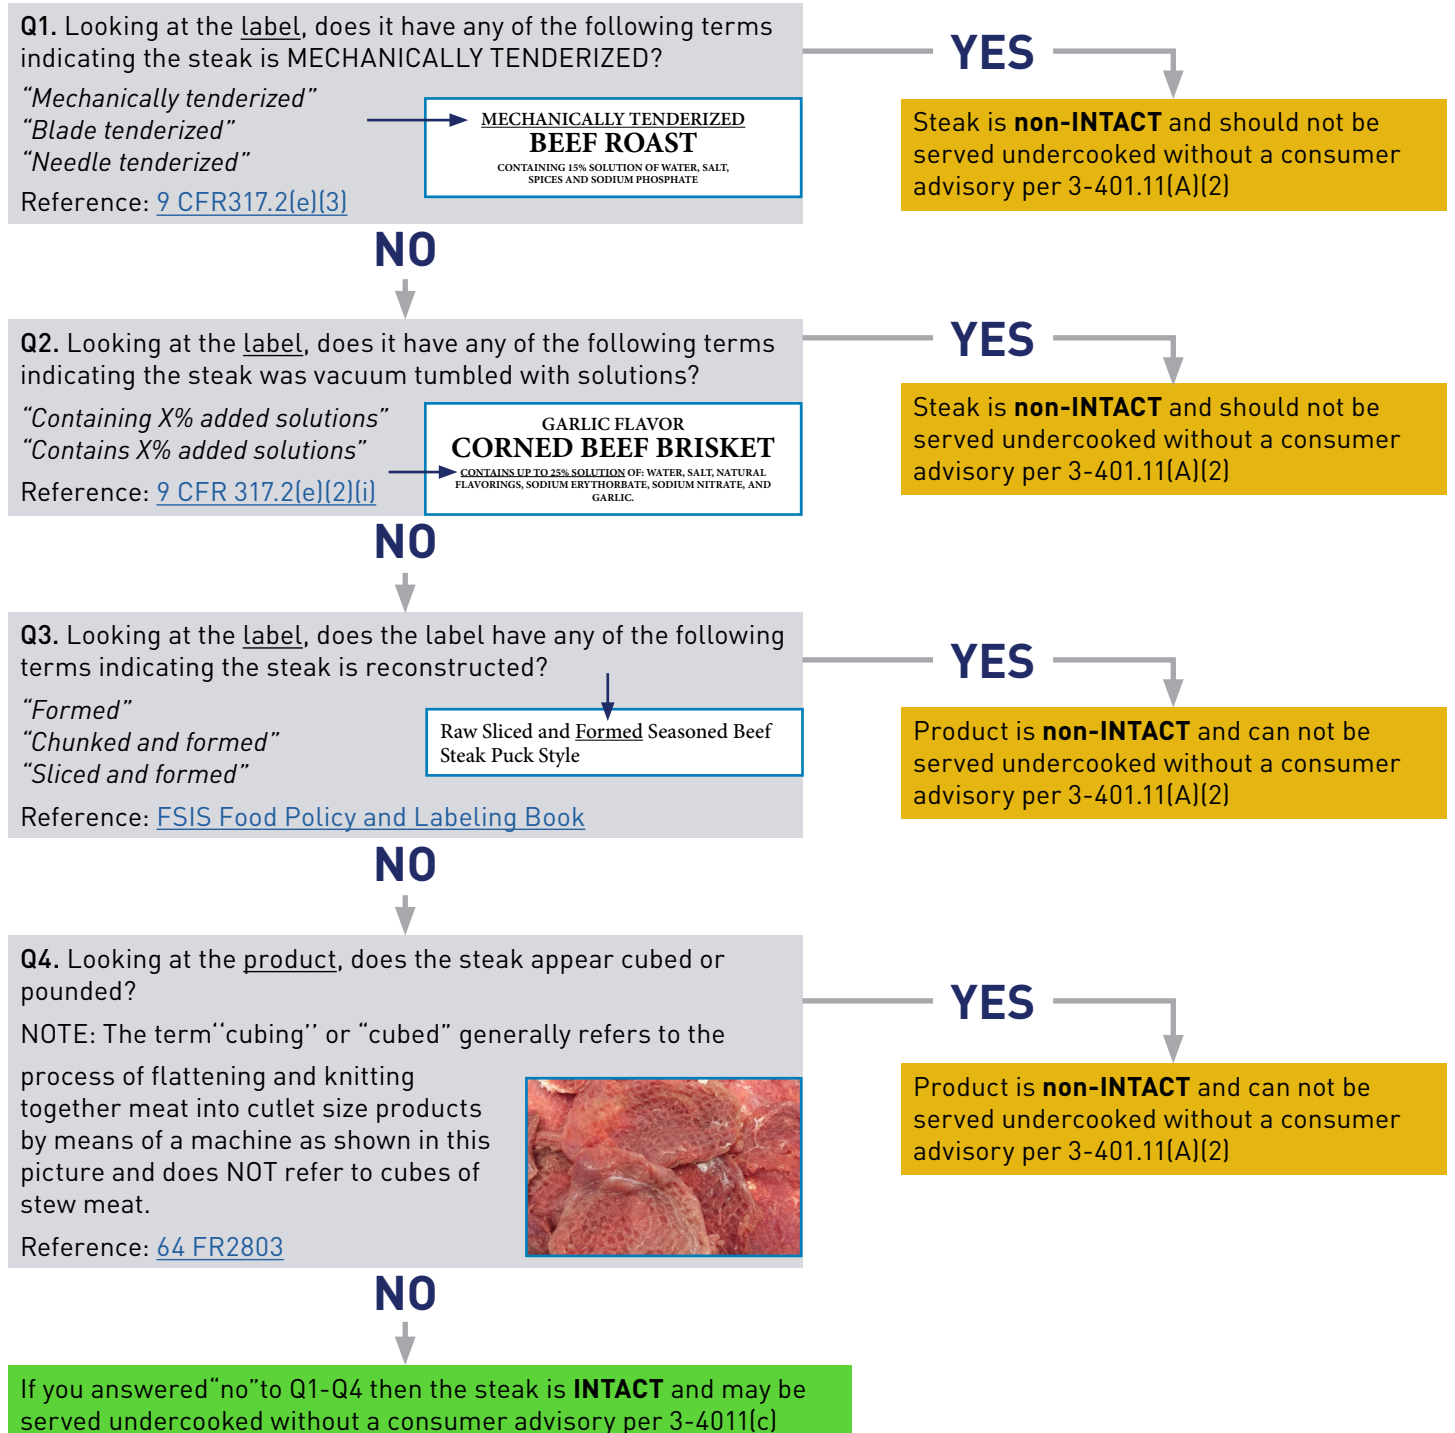 Q1. Looking at the label, does it have any of the following terms
indicating the steak is MECHANICALLY TENDERIZED?
“Mechanically tenderized”
“Blade tenderized”
“Needle tenderized”
Reference: 9 CFR317.2(e)(3)
MECHANICALLY TENDERIZED
BEEF ROAST
CONTAINING 15% SOLUTION OF WATER, SALT,
SPICES AND SODIUM PHOSPHATE
YES
Steak is non-INTACT and should not be
served undercooked without a consumer
advisory per 3-401.11(A)(2)
NO
Q2. Looking at the label, does it have any of the following terms
indicating the steak was vacuum tumbled with solutions?
“Containing X% added solutions”
“Contains X% added solutions”
Reference: 9 CFR 317.2(e)(2)(i)
GARLIC FLAVOR
CORNED BEEF BRISKET
CONTAINS UP TO 25% SOLUTION OF: WATER, SALT, NATURAL
FLAVORINGS, SODIUM ERYTHORBATE, SODIUM NITRATE, AND
GARLIC.
YES
Steak is non-INTACT and should not be
served undercooked without a consumer
advisory per 3-401.11(A)(2)
NO
Q3. Looking at the label, does the label have any of the following
terms indicating the steak is reconstructed?
“Formed”
“Chunked and formed”
“Sliced and formed”
Reference: FSIS Food Policy and Labeling Book
Raw Sliced and Formed Seasoned Beef
Steak Puck Style
YES
Product is non-INTACT and can not be
served undercooked without a consumer
advisory per 3-401.11(A)(2)
NO
Q4. Looking at the product, does the steak appear cubed or
pounded?
NOTE: The term‘‘cubing’’ or “cubed” generally refers to the
process of flattening and knitting
together meat into cutlet size products
by means of a machine as shown in this
picture and does NOT refer to cubes of
stew meat.
Reference: 64 FR2803
YES
Product is non-INTACT and can not be
served undercooked without a consumer
advisory per 3-401.11(A)(2)
NO
If you answered“no”to Q1-Q4 then the steak is INTACT and may be
served undercooked without a consumer advisory per 3-4011(c)